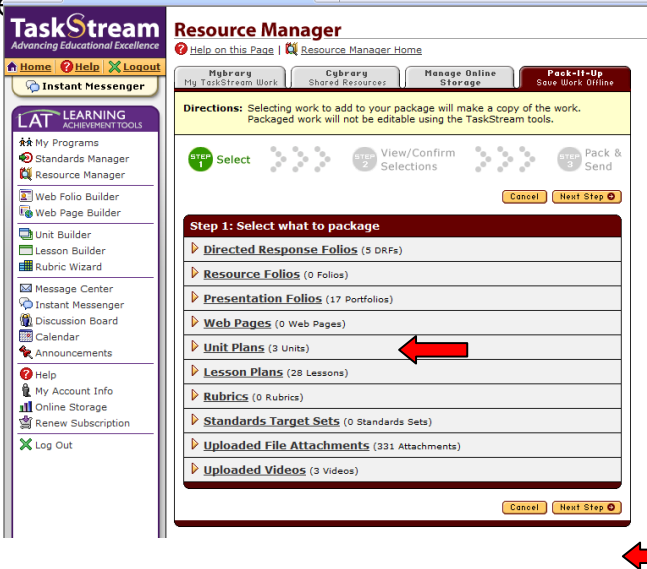 TaskStream
Advancing Educational Excellence
Home Help Logout
Instant Messenger
LAT LEARNING
ACHIEVEMENT TOOLS
My Programs
Standards Manager
Resource Manager
Web Folio Builder
Web Page Builder
Unit Builder
Lesson Builder
Rubric Wizard
Message Center
Instant Messenger
Discussion Board
Calendar
Announcements
Help
My Account Info
Online Storage
Renew Subscription
Log Out
Resource Manager
Help on this Page | Resource Manager Home
Mybrary
My TaskStream Work
Cybrary
Shared Resources
Manage Online
Storage
Pack-It-Up
Save Work Offline
Directions: Selecting work to add to your package will make a copy of the work.
Packaged work will not be editable using the TaskStream tools.
STEP 1 Select
STEP 2 View/Confirm Selections
STEP 3 Pack & Send
Cancel Next Step
Step 1: Select what to package
Directed Response Folios (5 DRFs)
Resource Folios (0 Folios)
Presentation Folios (17 Portfolios)
Web Pages (0 Web Pages)
Unit Plans (3 Units)
Lesson Plans (28 Lessons)
Rubrics (0 Rubrics)
Standards Target Sets (0 Standards Sets)
Uploaded File Attachments (331 Attachments)
Uploaded Videos (3 Videos)
Cancel Next Step